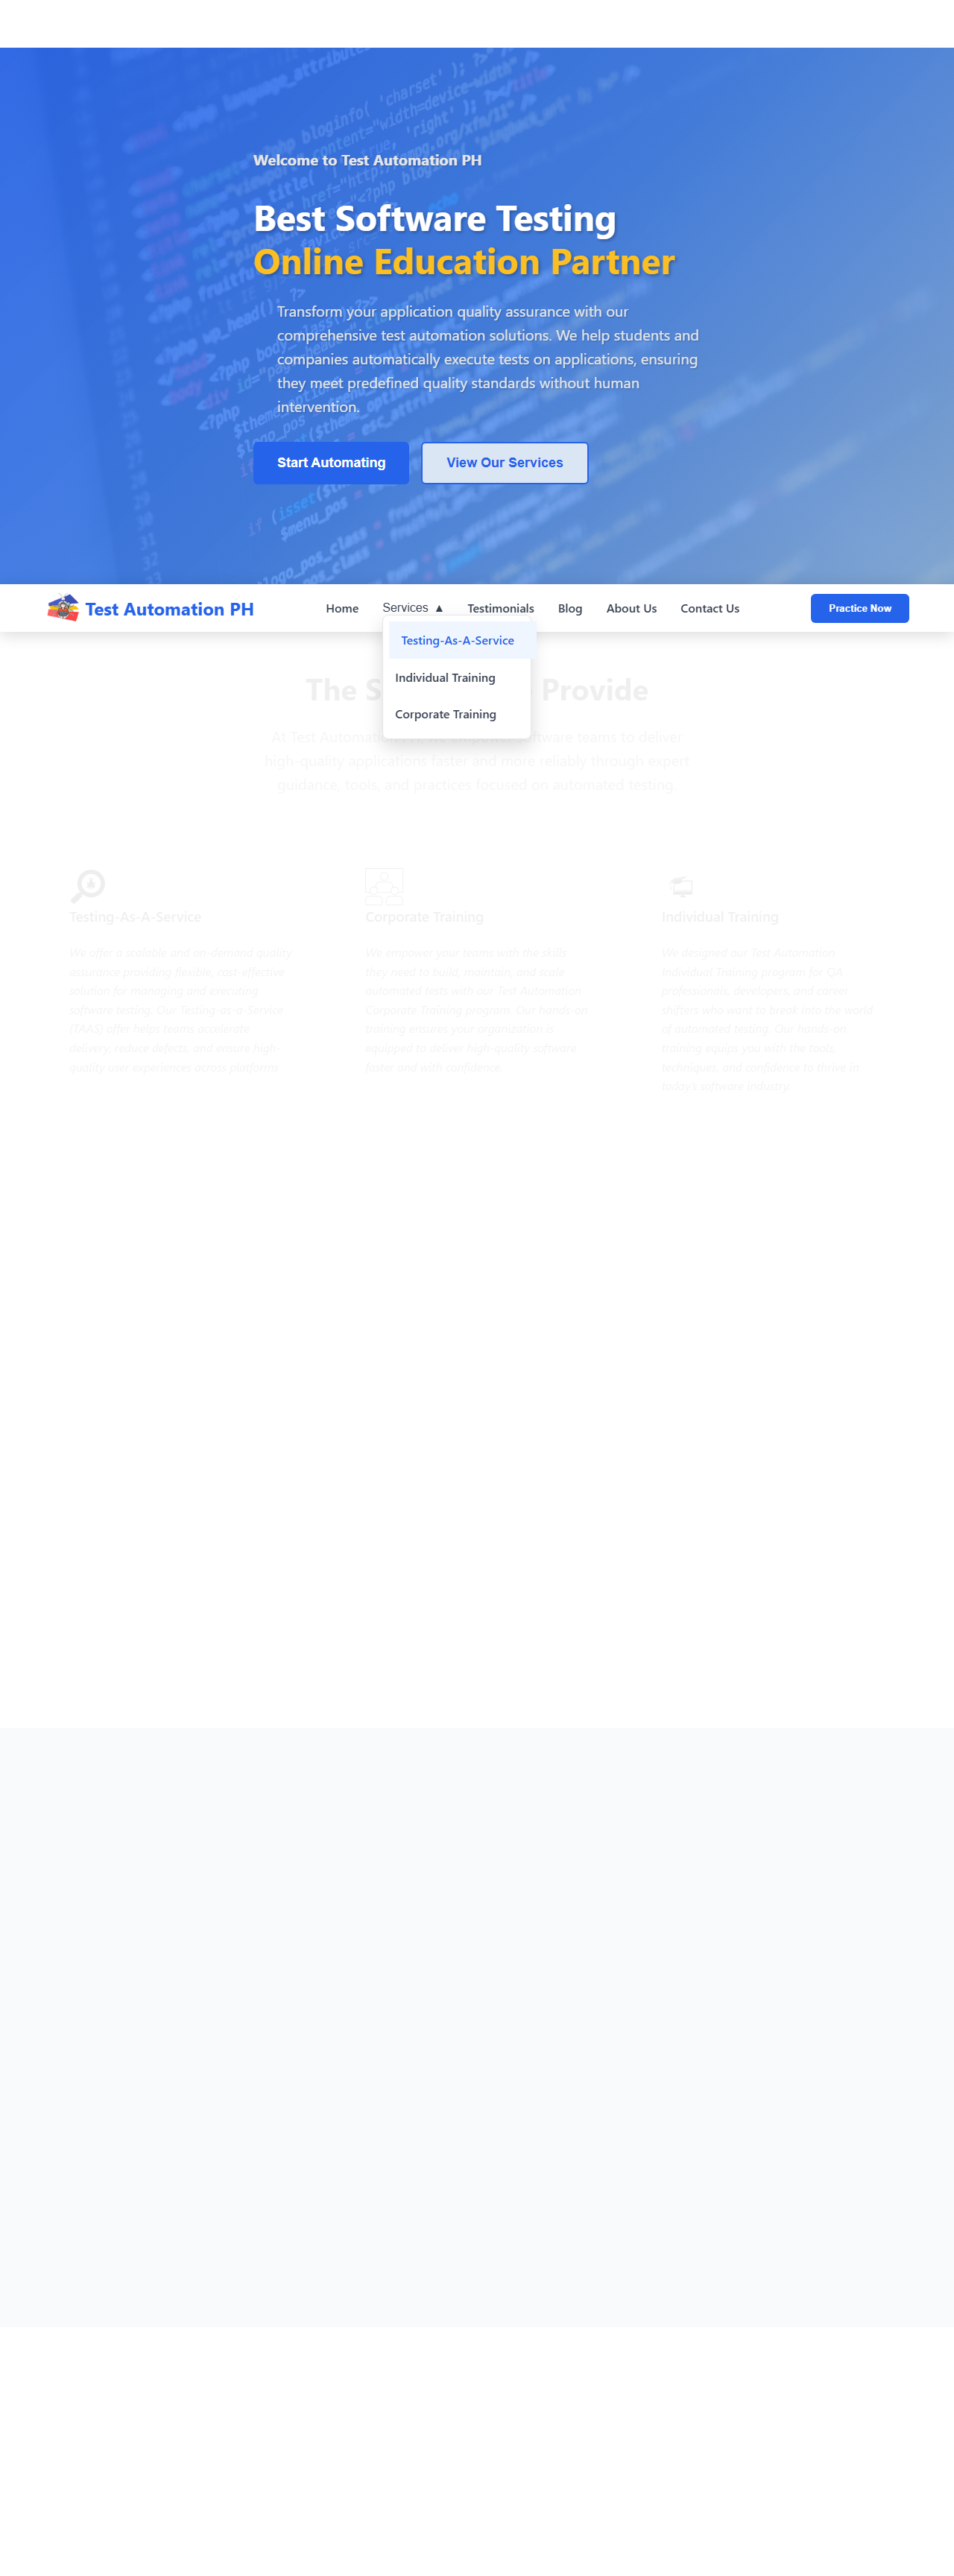 Welcome to Test Automation PH
Best Software Testing
Online Education Partner
Transform your application quality assurance with our
comprehensive test automation solutions. We help students and
companies automatically execute tests on applications, ensuring
they meet predefined quality standards without human
intervention.
Start Automating
View Our Services
Test Automation PH
Home
Services ▲
Testimonials
Blog
About Us
Contact Us
Practice Now
Testing-As-A-Service
Individual Training
Corporate Training
The S Provide
At Test Automation software teams to deliver
high-quality applications faster and more reliably through expert
guidance, tools, and practices focused on automated testing.
Testing-As-A-Service
We offer a scalable and on-demand quality
assurance providing flexible, cost-effective
solution for managing and executing
software testing. Our Testing-as-a-Service
(TAAS) offer helps teams accelerate
delivery, reduce defects, and ensure high-
quality user experiences across platforms.
Corporate Training
We empower your teams with the skills
they need to build, maintain, and scale
automated tests with our Test Automation
Corporate Training program. Our hands-on
training ensures your organization is
equipped to deliver high-quality software
faster and with confidence.
Individual Training
We designed our Test Automation
Individual Training program for QA
professionals, developers, and career
shifters who want to break into the world
of automated testing. Our hands-on
training equips you with the tools,
techniques, and confidence to thrive in
today's software industry.